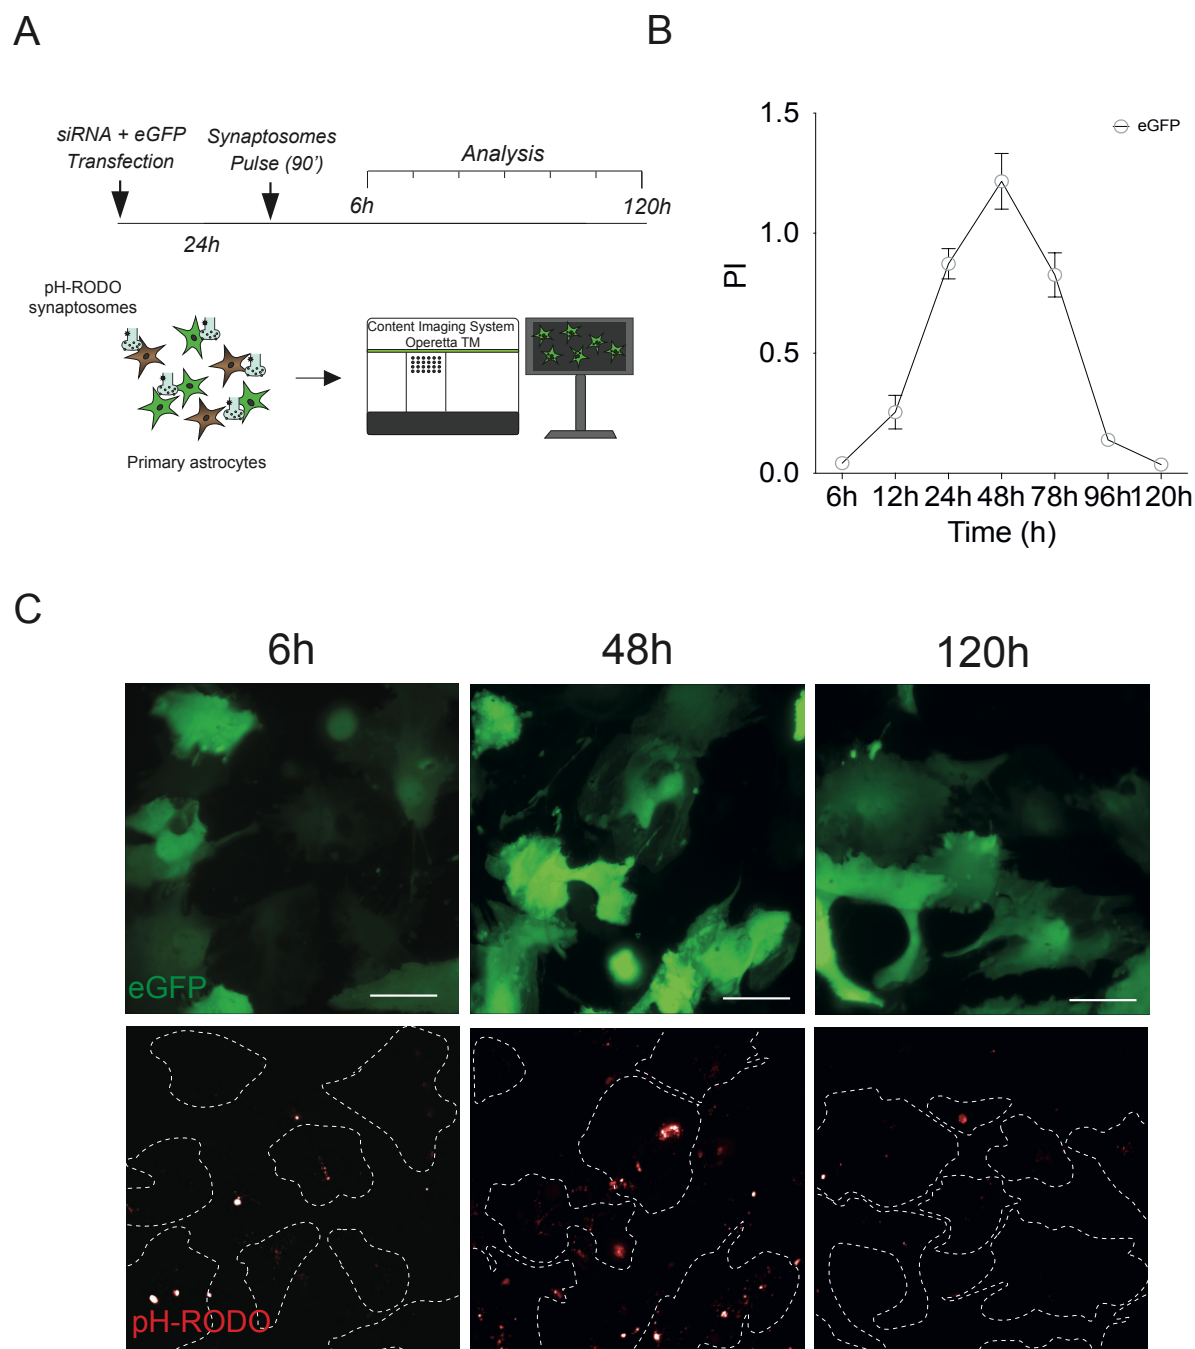 A
siRNA + eGFP
Transfection
Synaptosomes
Pulse (90')
Analysis
6h
120h
24h
pH-RODO
synaptosomes
Content Imaging System
Operetta TM
Primary astrocytes
B
1.5
1.0
0.5
0.0
PI
eGFP
6h 12h 24h 48h 78h 96h 120h
Time (h)
C
6h
48h
120h
eGFP
pH-RODO